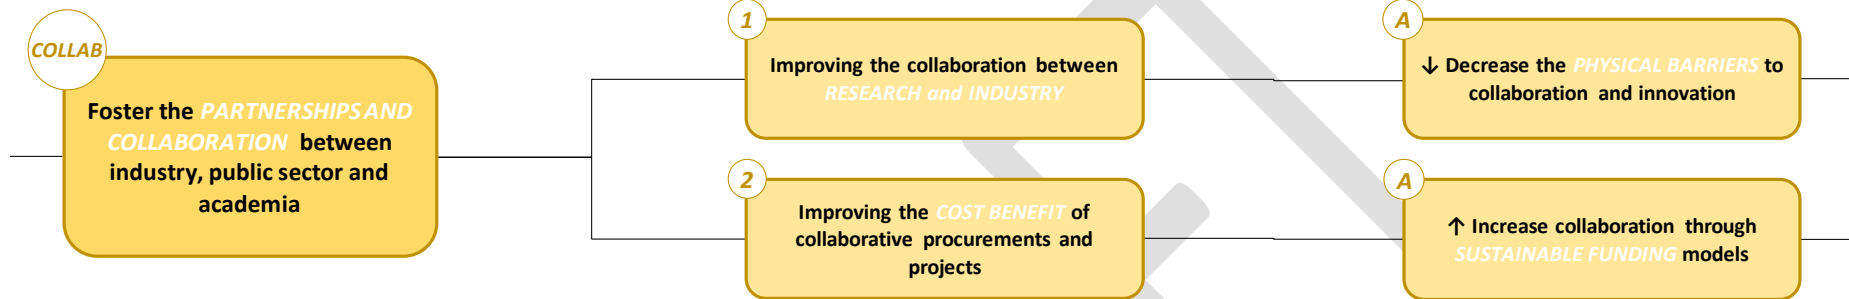 COLLAB
Foster the PARTNERSHIPS AND
COLLABORATION between
industry, public sector and
academia
1
Improving the collaboration between
RESEARCH and INDUSTRY
A
↓ Decrease the PHYSICAL BARRIERS to
collaboration and innovation
2
Improving the COST BENEFIT of
collaborative procurements and
projects
A
↑ Increase collaboration through
SUSTAINABLE FUNDING models